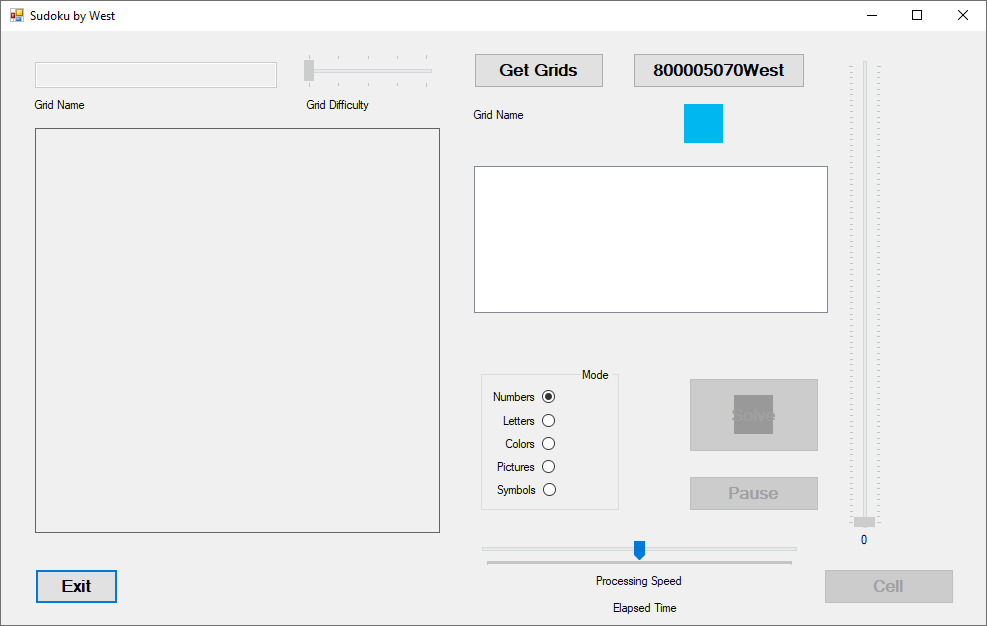 Sudoku by West
Get Grids
800005070West
Grid Name
Grid Difficulty
Grid Name
Mode
Numbers
Letters
Colors
Pictures
Symbols
Solve
Pause
0
Processing Speed
Exit
Cell
Elapsed Time